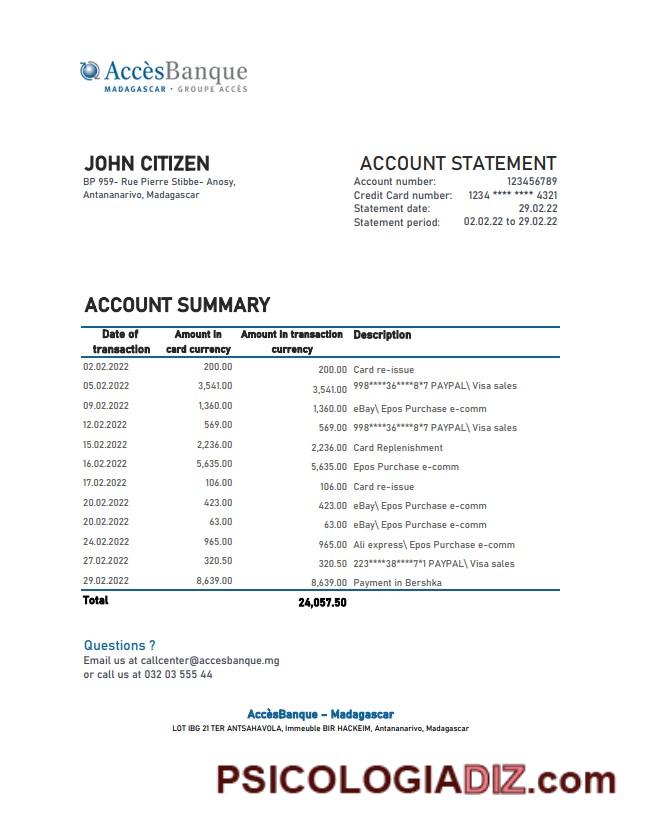 AccèsBanque
MADAGASCAR · GROUPE ACCÈS
JOHN CITIZEN
BP 959- Rue Pierre Stibbe- Anosy,
Antananarivo, Madagascar
ACCOUNT STATEMENT
Account number: 123456789
Credit Card number: 1234 **** **** 4321
Statement date: 29.02.22
Statement period: 02.02.22 to 29.02.22
ACCOUNT SUMMARY
Date of transaction Amount in card currency Amount in transaction currency Description
02.02.2022 200.00 200.00 Card re-issue
05.02.2022 3,541.00 3,541.00 998****36****8*7 PAYPAL\ Visa sales
09.02.2022 1,360.00 1,360.00 eBay\ Epos Purchase e-comm
12.02.2022 569.00 569.00 998****36****8*7 PAYPAL\ Visa sales
15.02.2022 2,236.00 2,236.00 Card Replenishment
16.02.2022 5,635.00 5,635.00 Epos Purchase e-comm
17.02.2022 106.00 106.00 Card re-issue
20.02.2022 423.00 423.00 eBay\ Epos Purchase e-comm
20.02.2022 63.00 63.00 eBay\ Epos Purchase e-comm
24.02.2022 965.00 965.00 Ali express\ Epos Purchase e-comm
27.02.2022 320.50 320.50 223****38****7*1 PAYPAL\ Visa sales
29.02.2022 8,639.00 8,639.00 Payment in Bershka
Total 24,057.50
Questions ?
Email us at callcenter@accesbanque.mg
or call us at 032 03 555 44
AccèsBanque – Madagascar
LOT IBG 21 TER ANTSAHAVOLA, Immeuble BIR HACKEIM, Antananarivo, Madagascar
PSICOLOGIADIZ.com